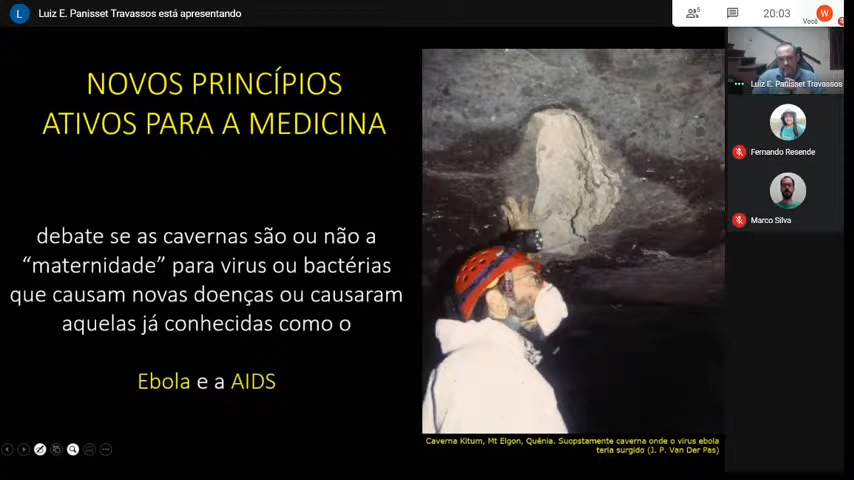 L Luiz E. Panisset Travassos está apresentando
5
20:03
Você
W
NOVOS PRINCÍPIOS
ATIVOS PARA A MEDICINA
debate se as cavernas são ou não a
“maternidade” para virus ou bactérias
que causam novas doenças ou causaram
aquelas já conhecidas como o
Ebola e a AIDS
Caverna Kitum, Mt Elgon, Quênia. Suopstamente caverna onde o virus ebola
teria surgido (J. P. Van Der Pas)
Luiz E. Panisset Travassos
Fernando Resende
Marco Silva